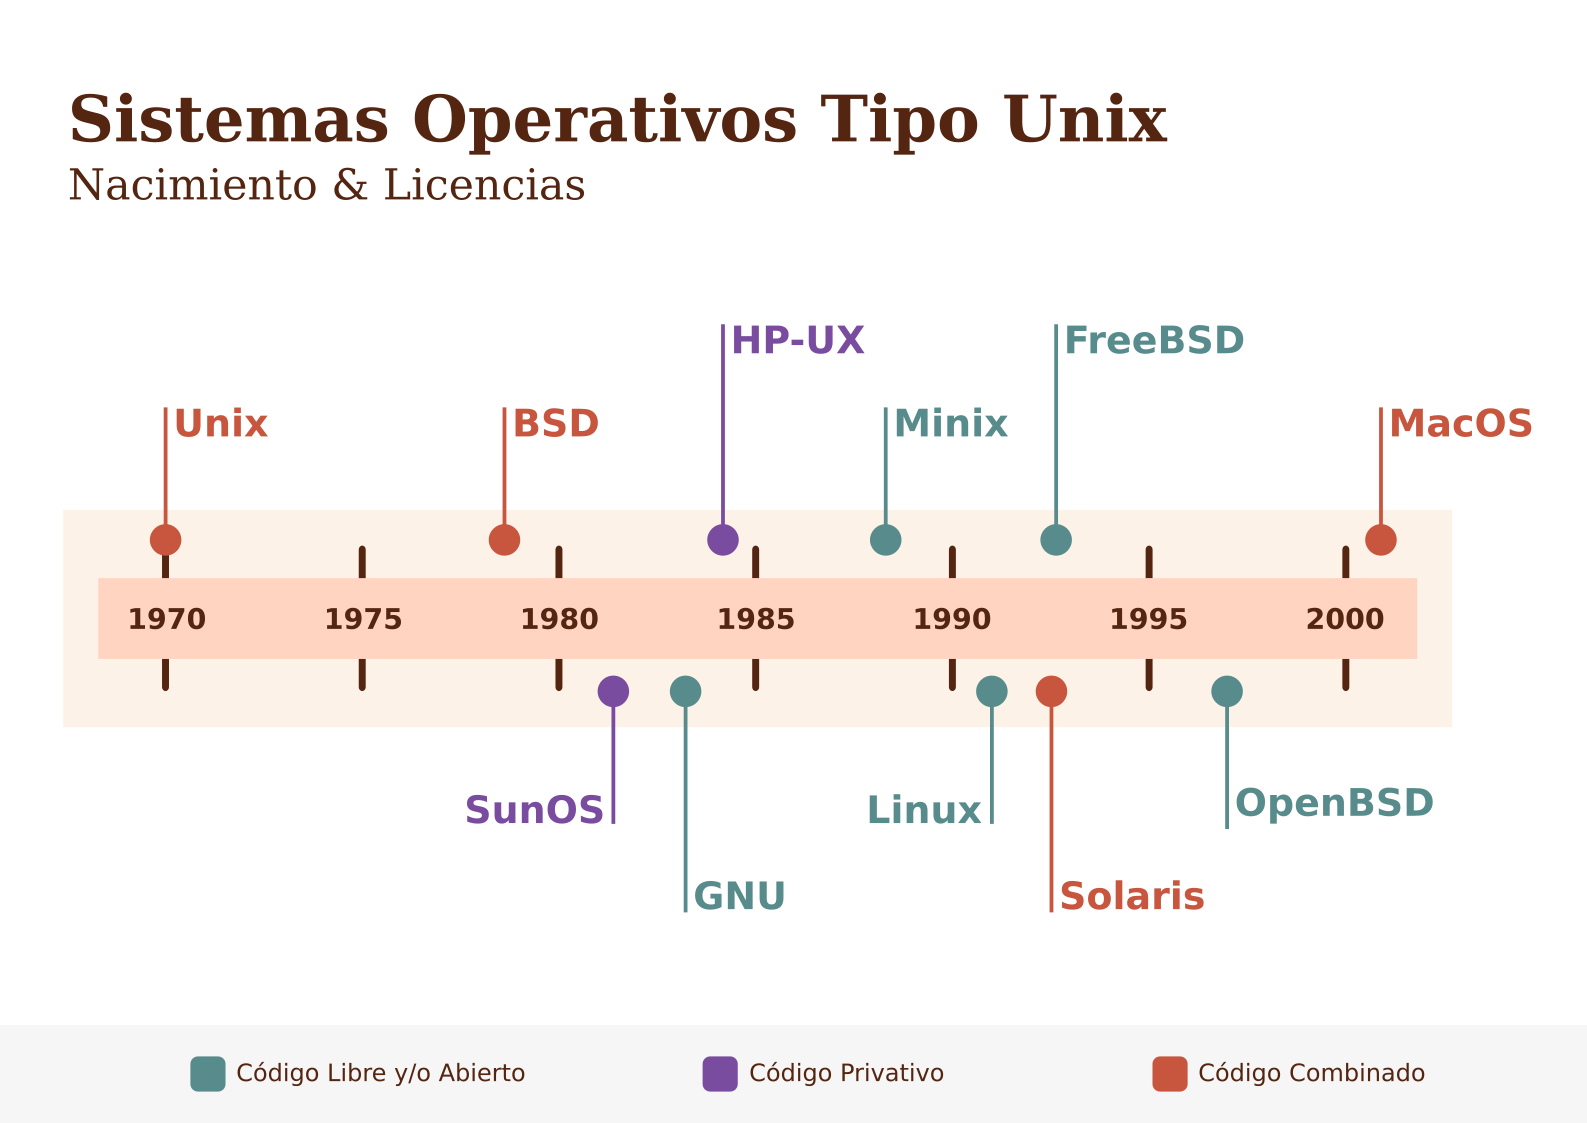 Sistemas Operativos Tipo Unix
Nacimiento & Licencias
HP-UX
FreeBSD
Unix
BSD
Minix
MacOS
1970
1975
1980
1985
1990
1995
2000
SunOS
Linux
OpenBSD
GNU
Solaris
Código Libre y/o Abierto
Código Privativo
Código Combinado